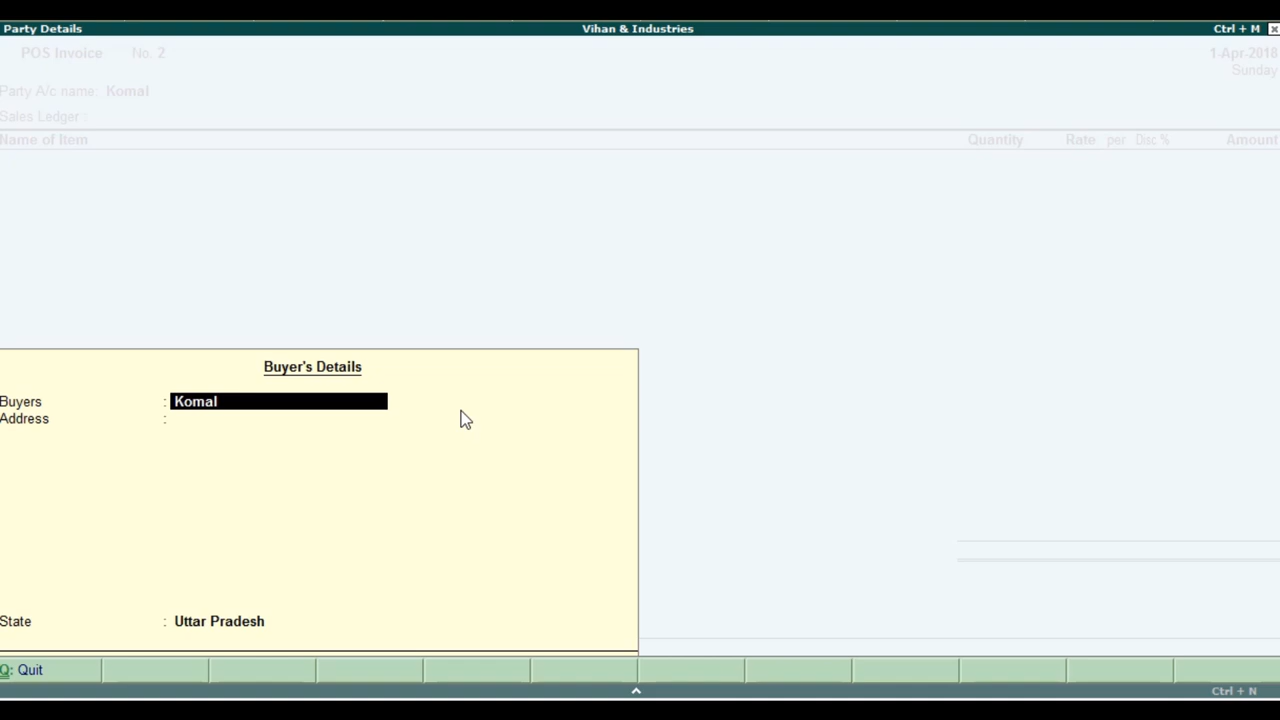 Party Details Vihan & Industries Ctrl + M x
POS Invoice No. 2 1-Apr-2018
Sunday
Party A/c name: Komal
Sales Ledger :
Name of Item Quantity Rate per Disc % Amount
Buyer's Details
Buyers : Komal
Address :
State : Uttar Pradesh
Q: Quit
Ctrl + N